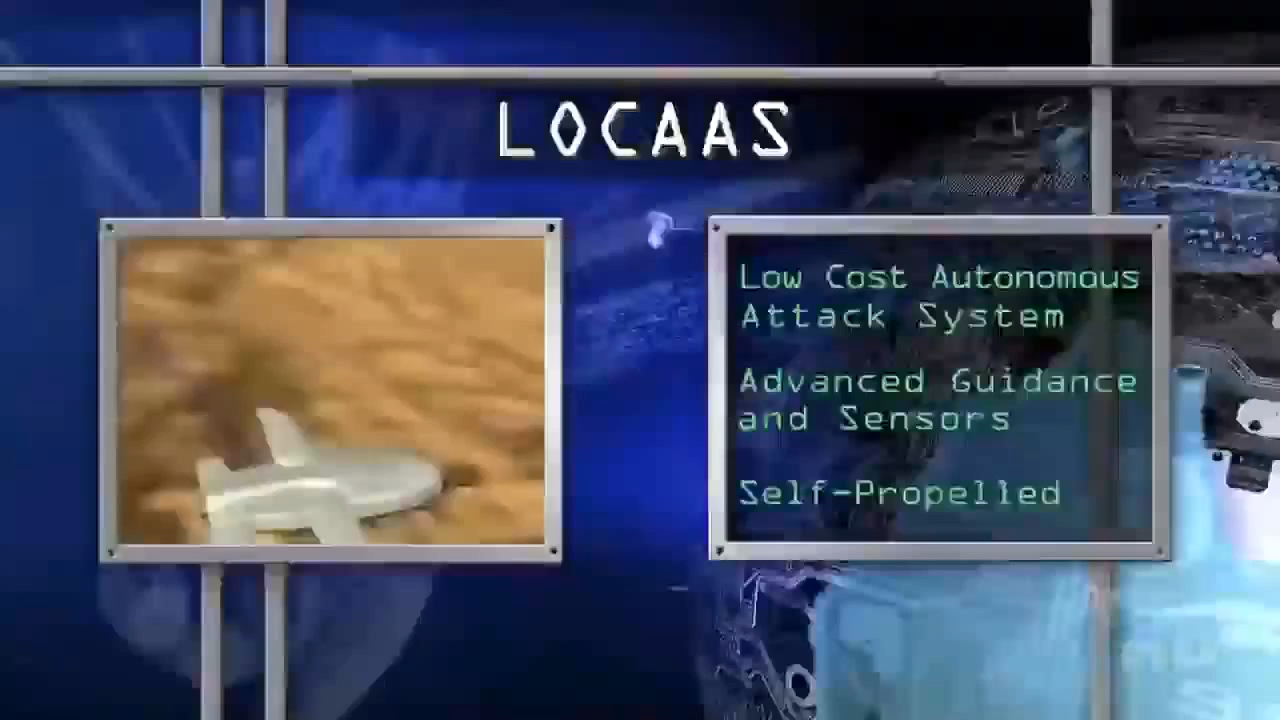 LOCAAS
Low Cost Autonomous
Attack System
Advanced Guidance
and Sensors
Self-Propelled